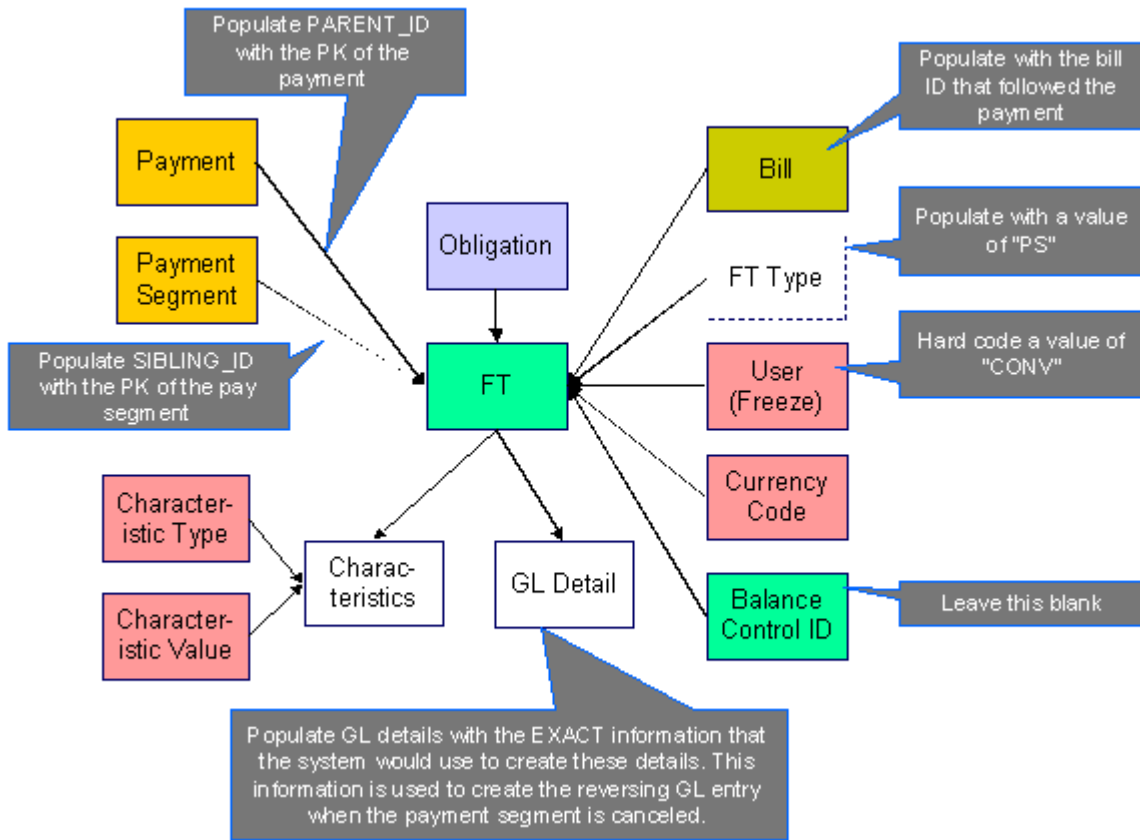 Populate PARENT_ID
with the PK of the
payment
Populate with the bill
ID that followed the
payment
Payment
Bill
Obligation
Populate with a value
of "PS"
Payment
Segment
FT Type
Populate SIBLING_ID
with the PK of the pay
segment
FT
User
(Freeze)
Hard code a value of
"CONV"
Currency
Code
Character-
istic Type
Charac-
teristics
GL Detail
Character-
istic Value
Balance
Control ID
Leave this blank
Populate GL details with the EXACT information that
the system would use to create these details. This
information is used to create the reversing GL entry
when the payment segment is canceled.